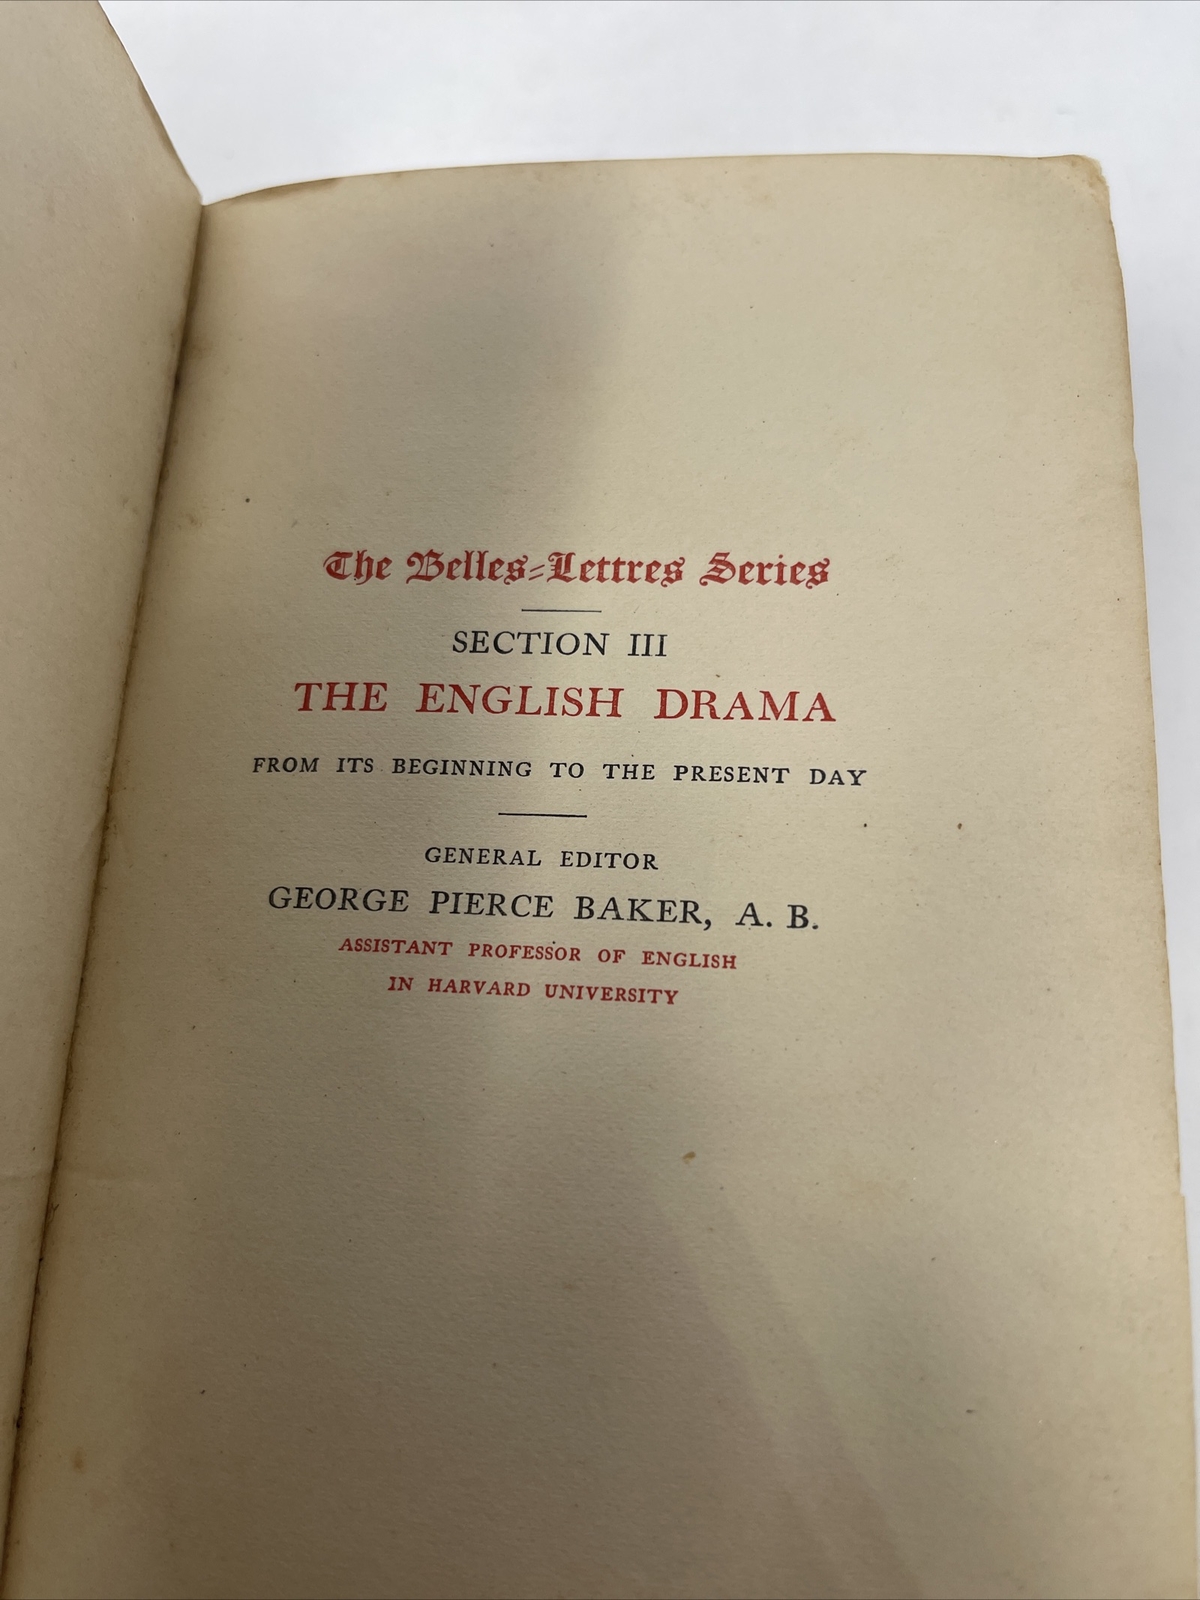 The Belles-Lettres Series
SECTION III
THE ENGLISH DRAMA
FROM ITS BEGINNING TO THE PRESENT DAY
GENERAL EDITOR
GEORGE PIERCE BAKER, A. B.
ASSISTANT PROFESSOR OF ENGLISH
IN HARVARD UNIVERSITY